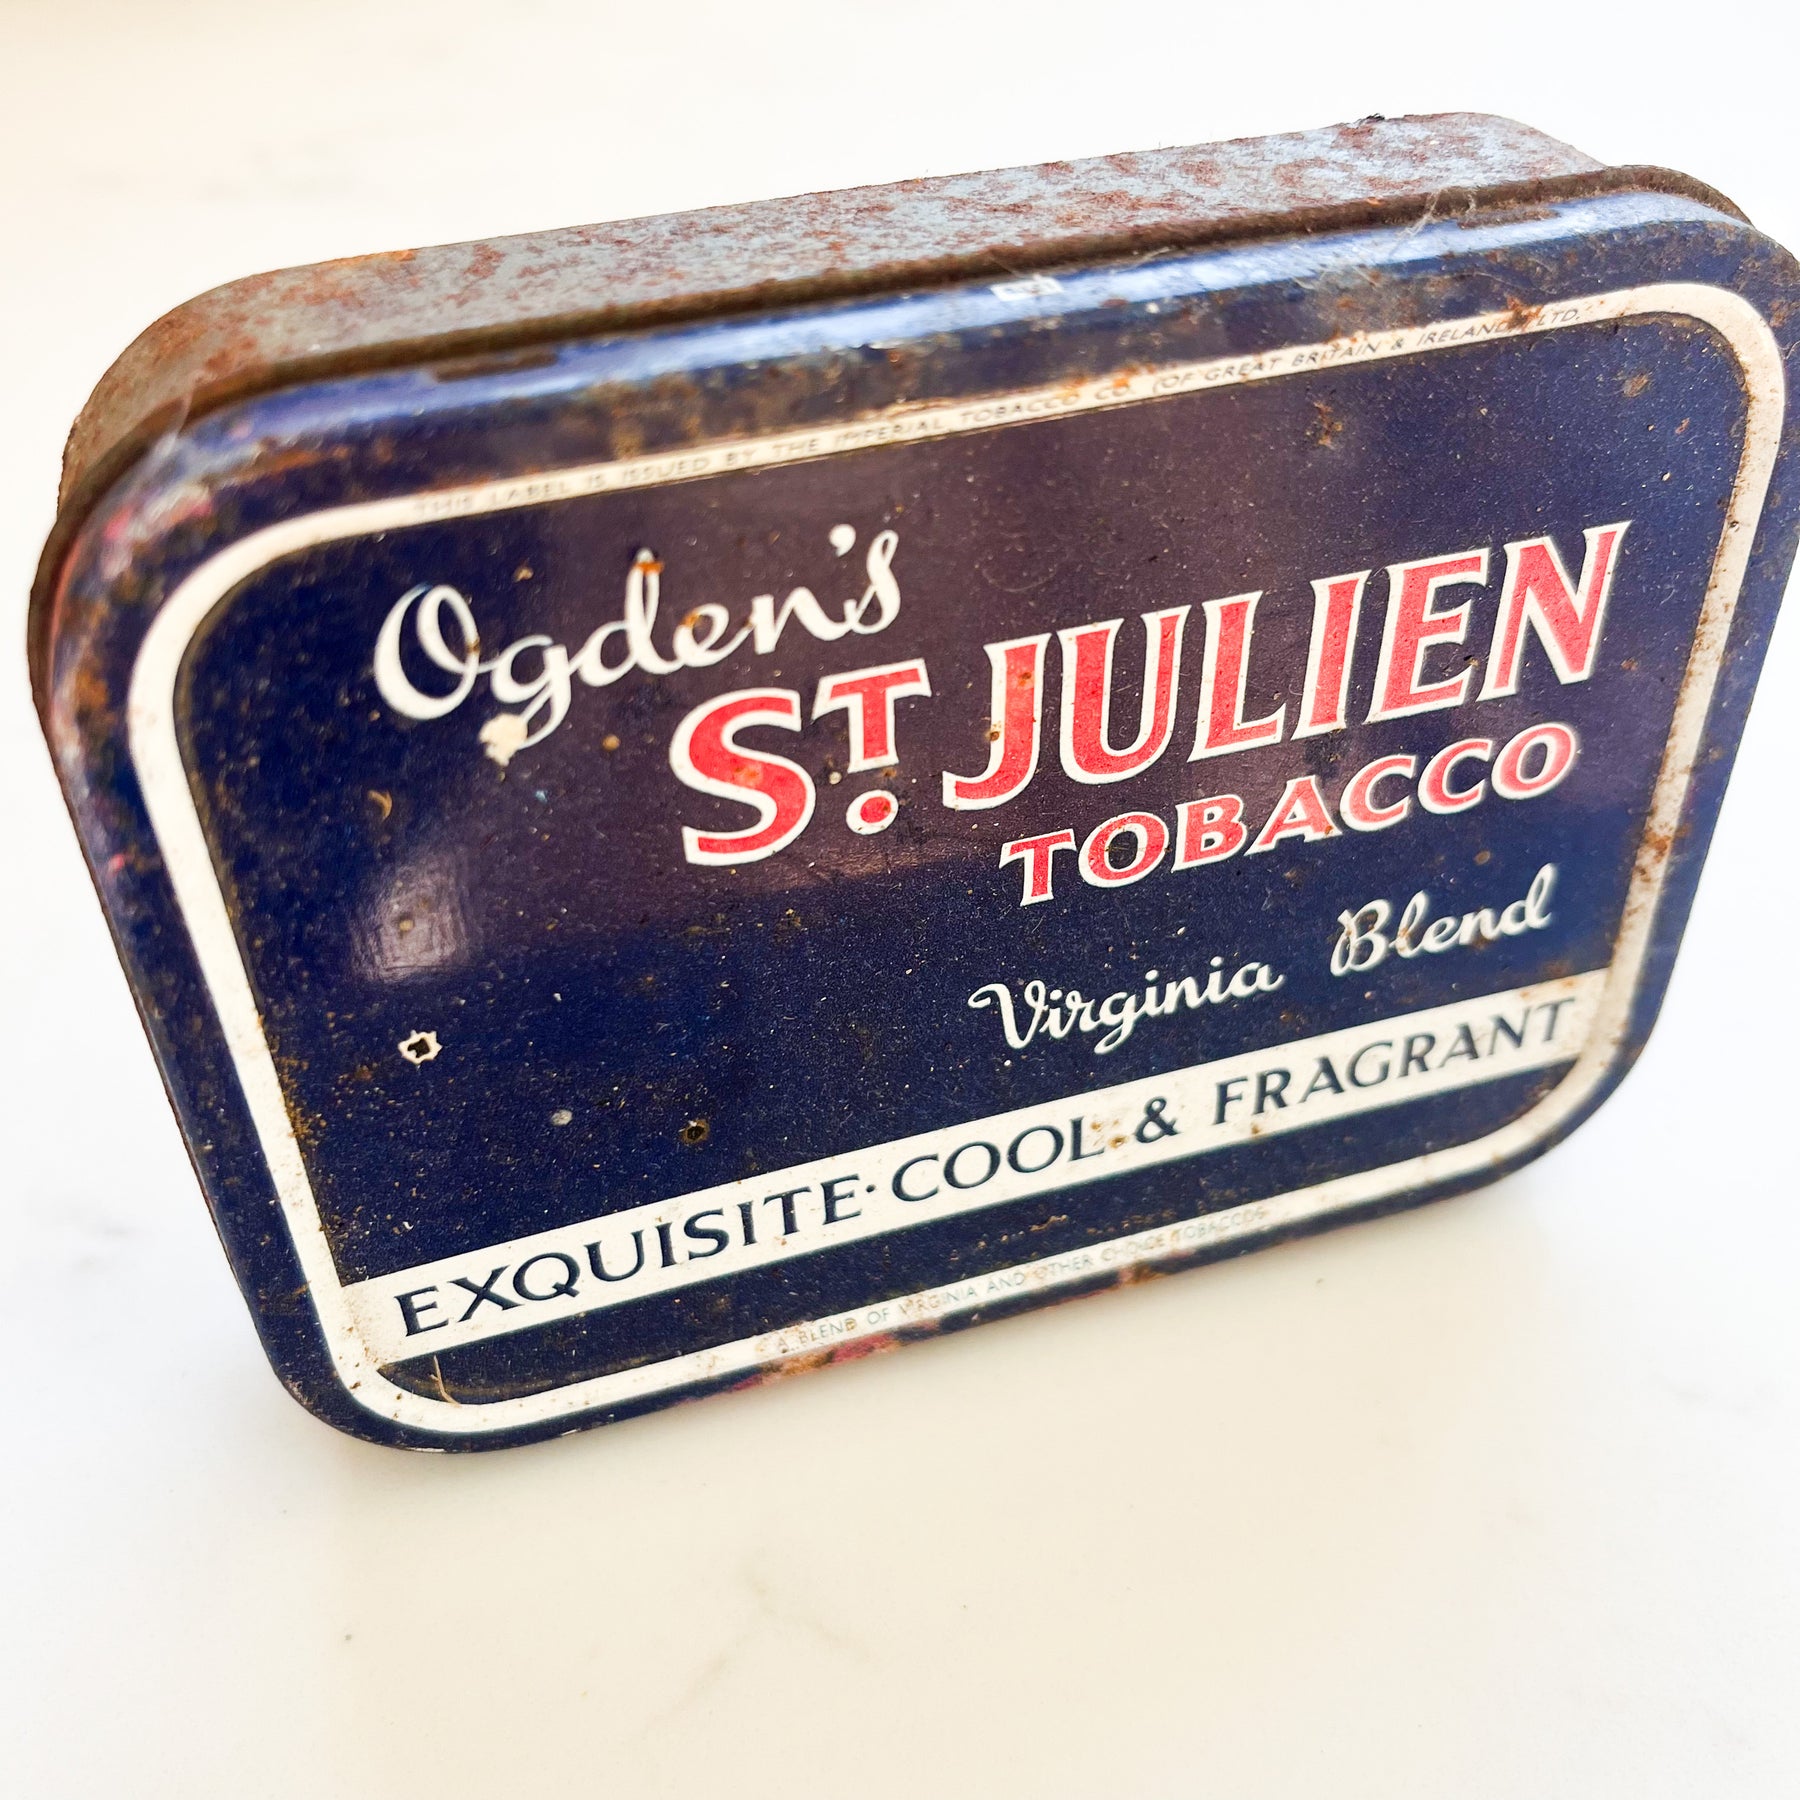 THIS LABEL IS ISSUED BY THE IMPERIAL TOBACCO CO. (OF GREAT BRITAIN & IRELAND), LTD.
Ogden's
ST. JULIEN
TOBACCO
Virginia Blend
EXQUISITE·COOL & FRAGRANT
A BLEND OF VIRGINIA AND OTHER CHOICE TOBACCOS